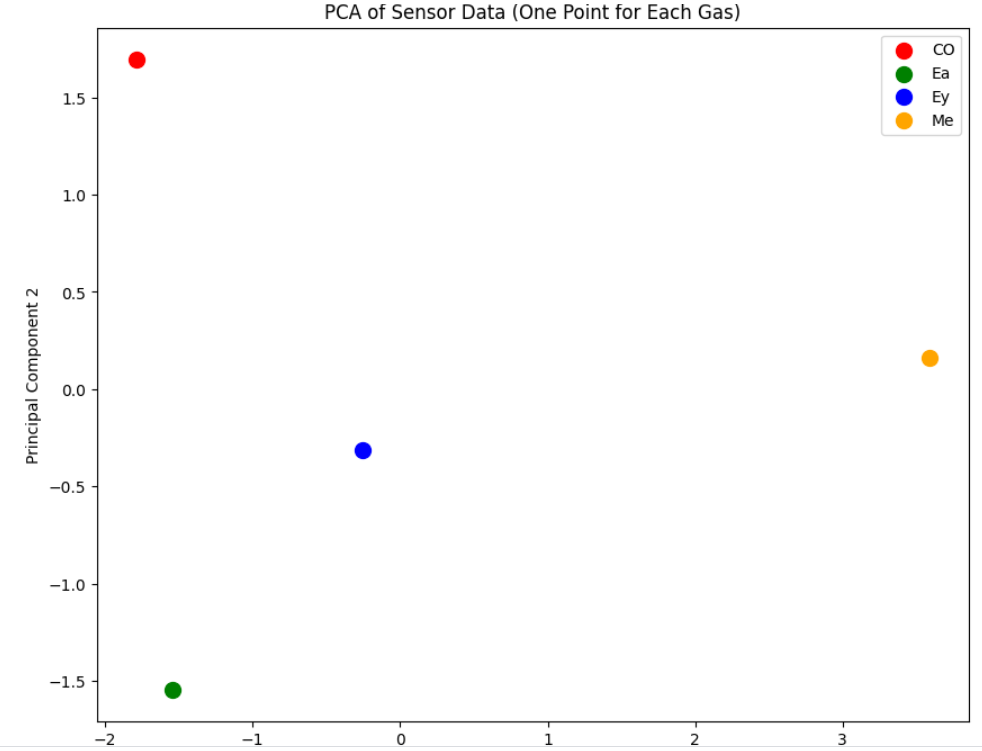 PCA of Sensor Data (One Point for Each Gas)
CO
Ea
Ey
Me
Principal Component 2
1.5
1.0
0.5
0.0
−0.5
−1.0
−1.5
−2 −1 0 1 2 3